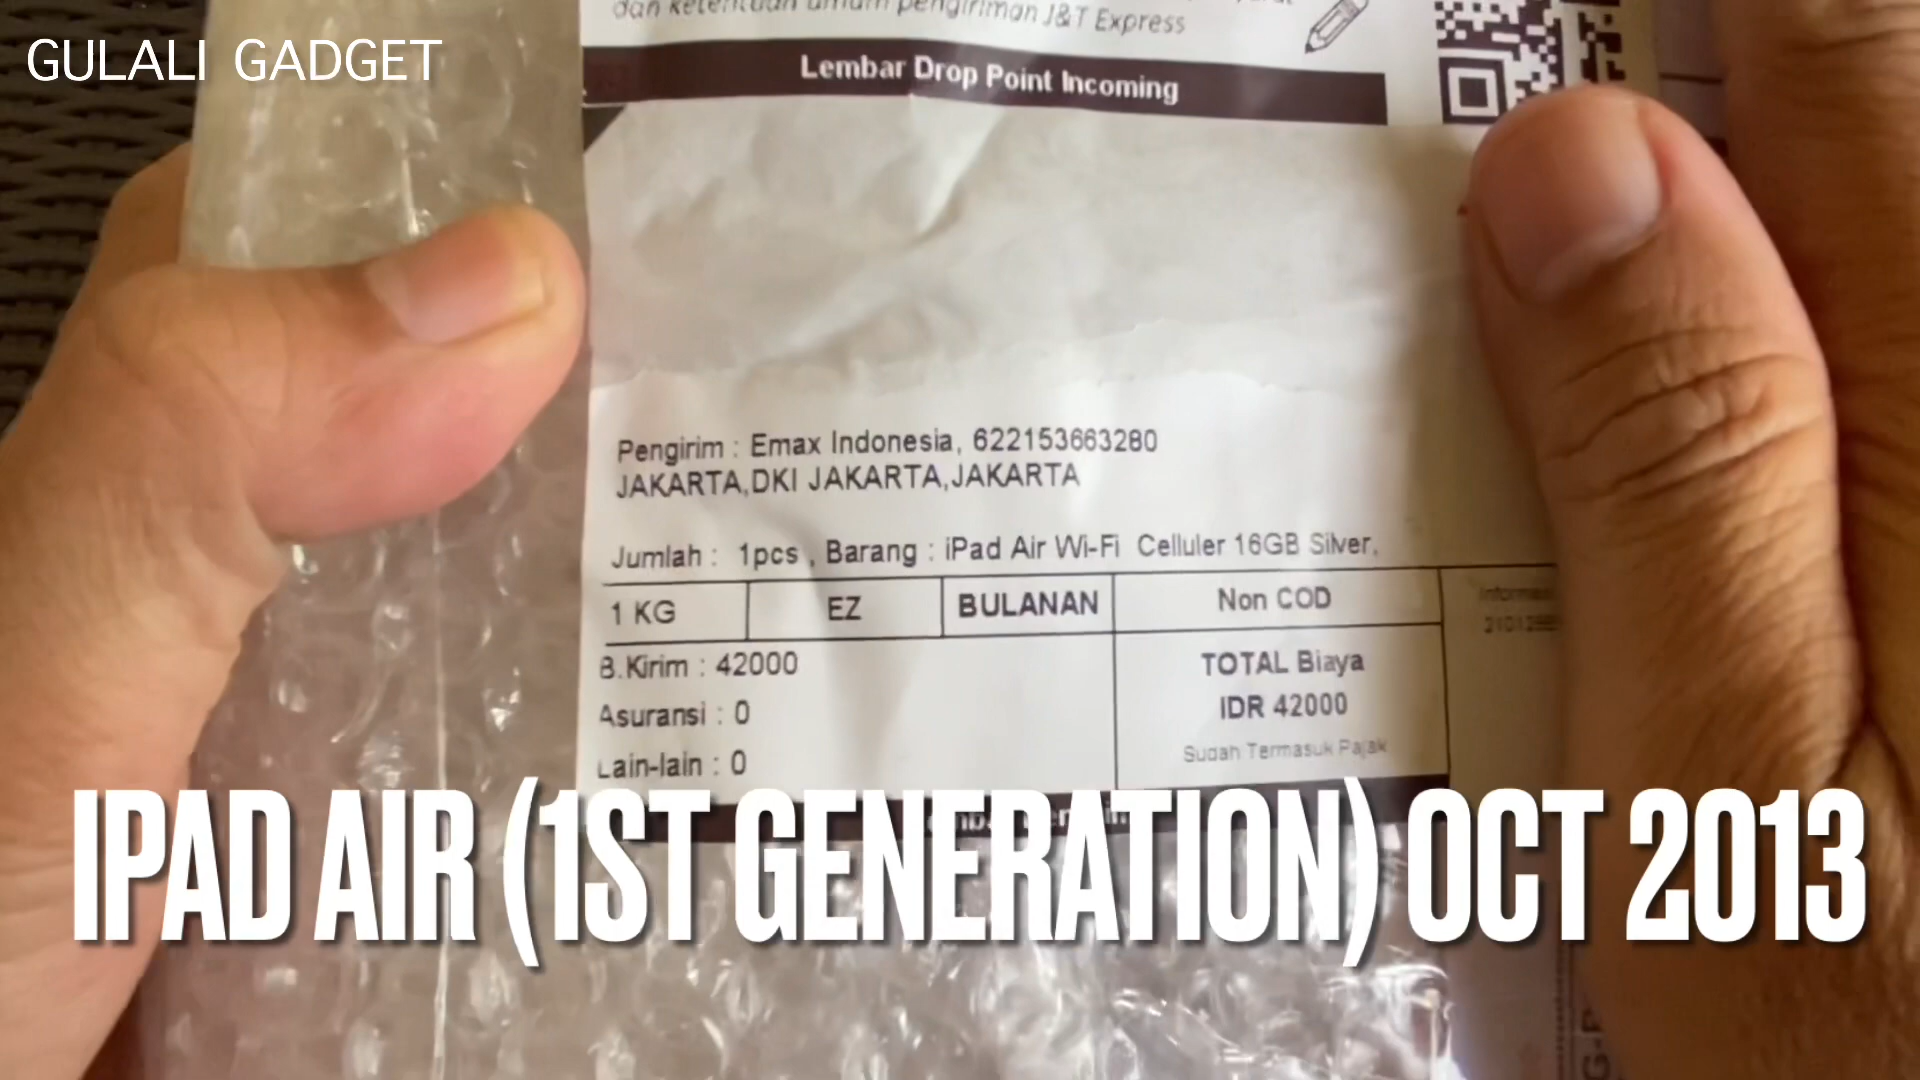 GULALI GADGET
dan ketentuan umum pengiriman J&T Express
Lembar Drop Point Incoming
Pengirim : Emax Indonesia, 622153663280
JAKARTA,DKI JAKARTA,JAKARTA
Jumlah : 1pcs , Barang : iPad Air Wi-Fi Celluler 16GB Silver,
1 KG EZ BULANAN Non COD
B.Kirim : 42000
Asuransi : 0
Lain-lain : 0
TOTAL Biaya
IDR 42000
Sudah Termasuk Pajak
IPAD AIR (1ST GENERATION) OCT 2013